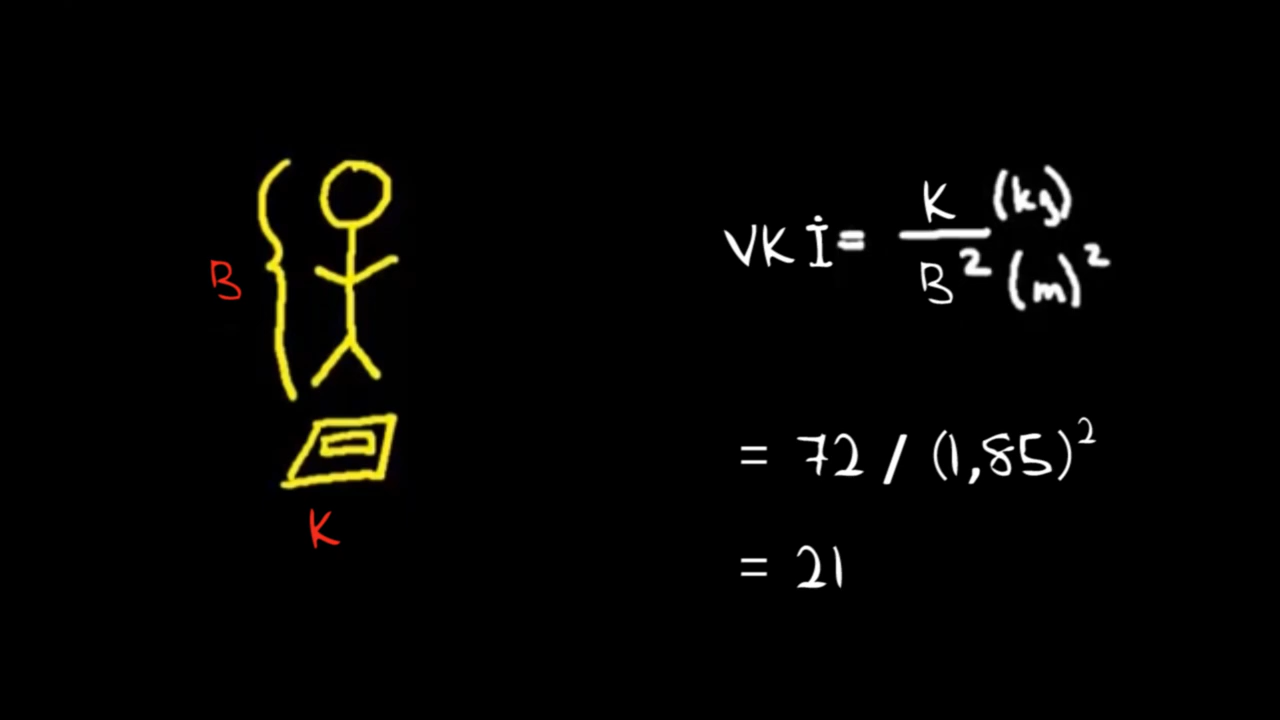 B
K
VKİ = K (kg) / B² (m)²
= 72 / (1,85)²
= 21